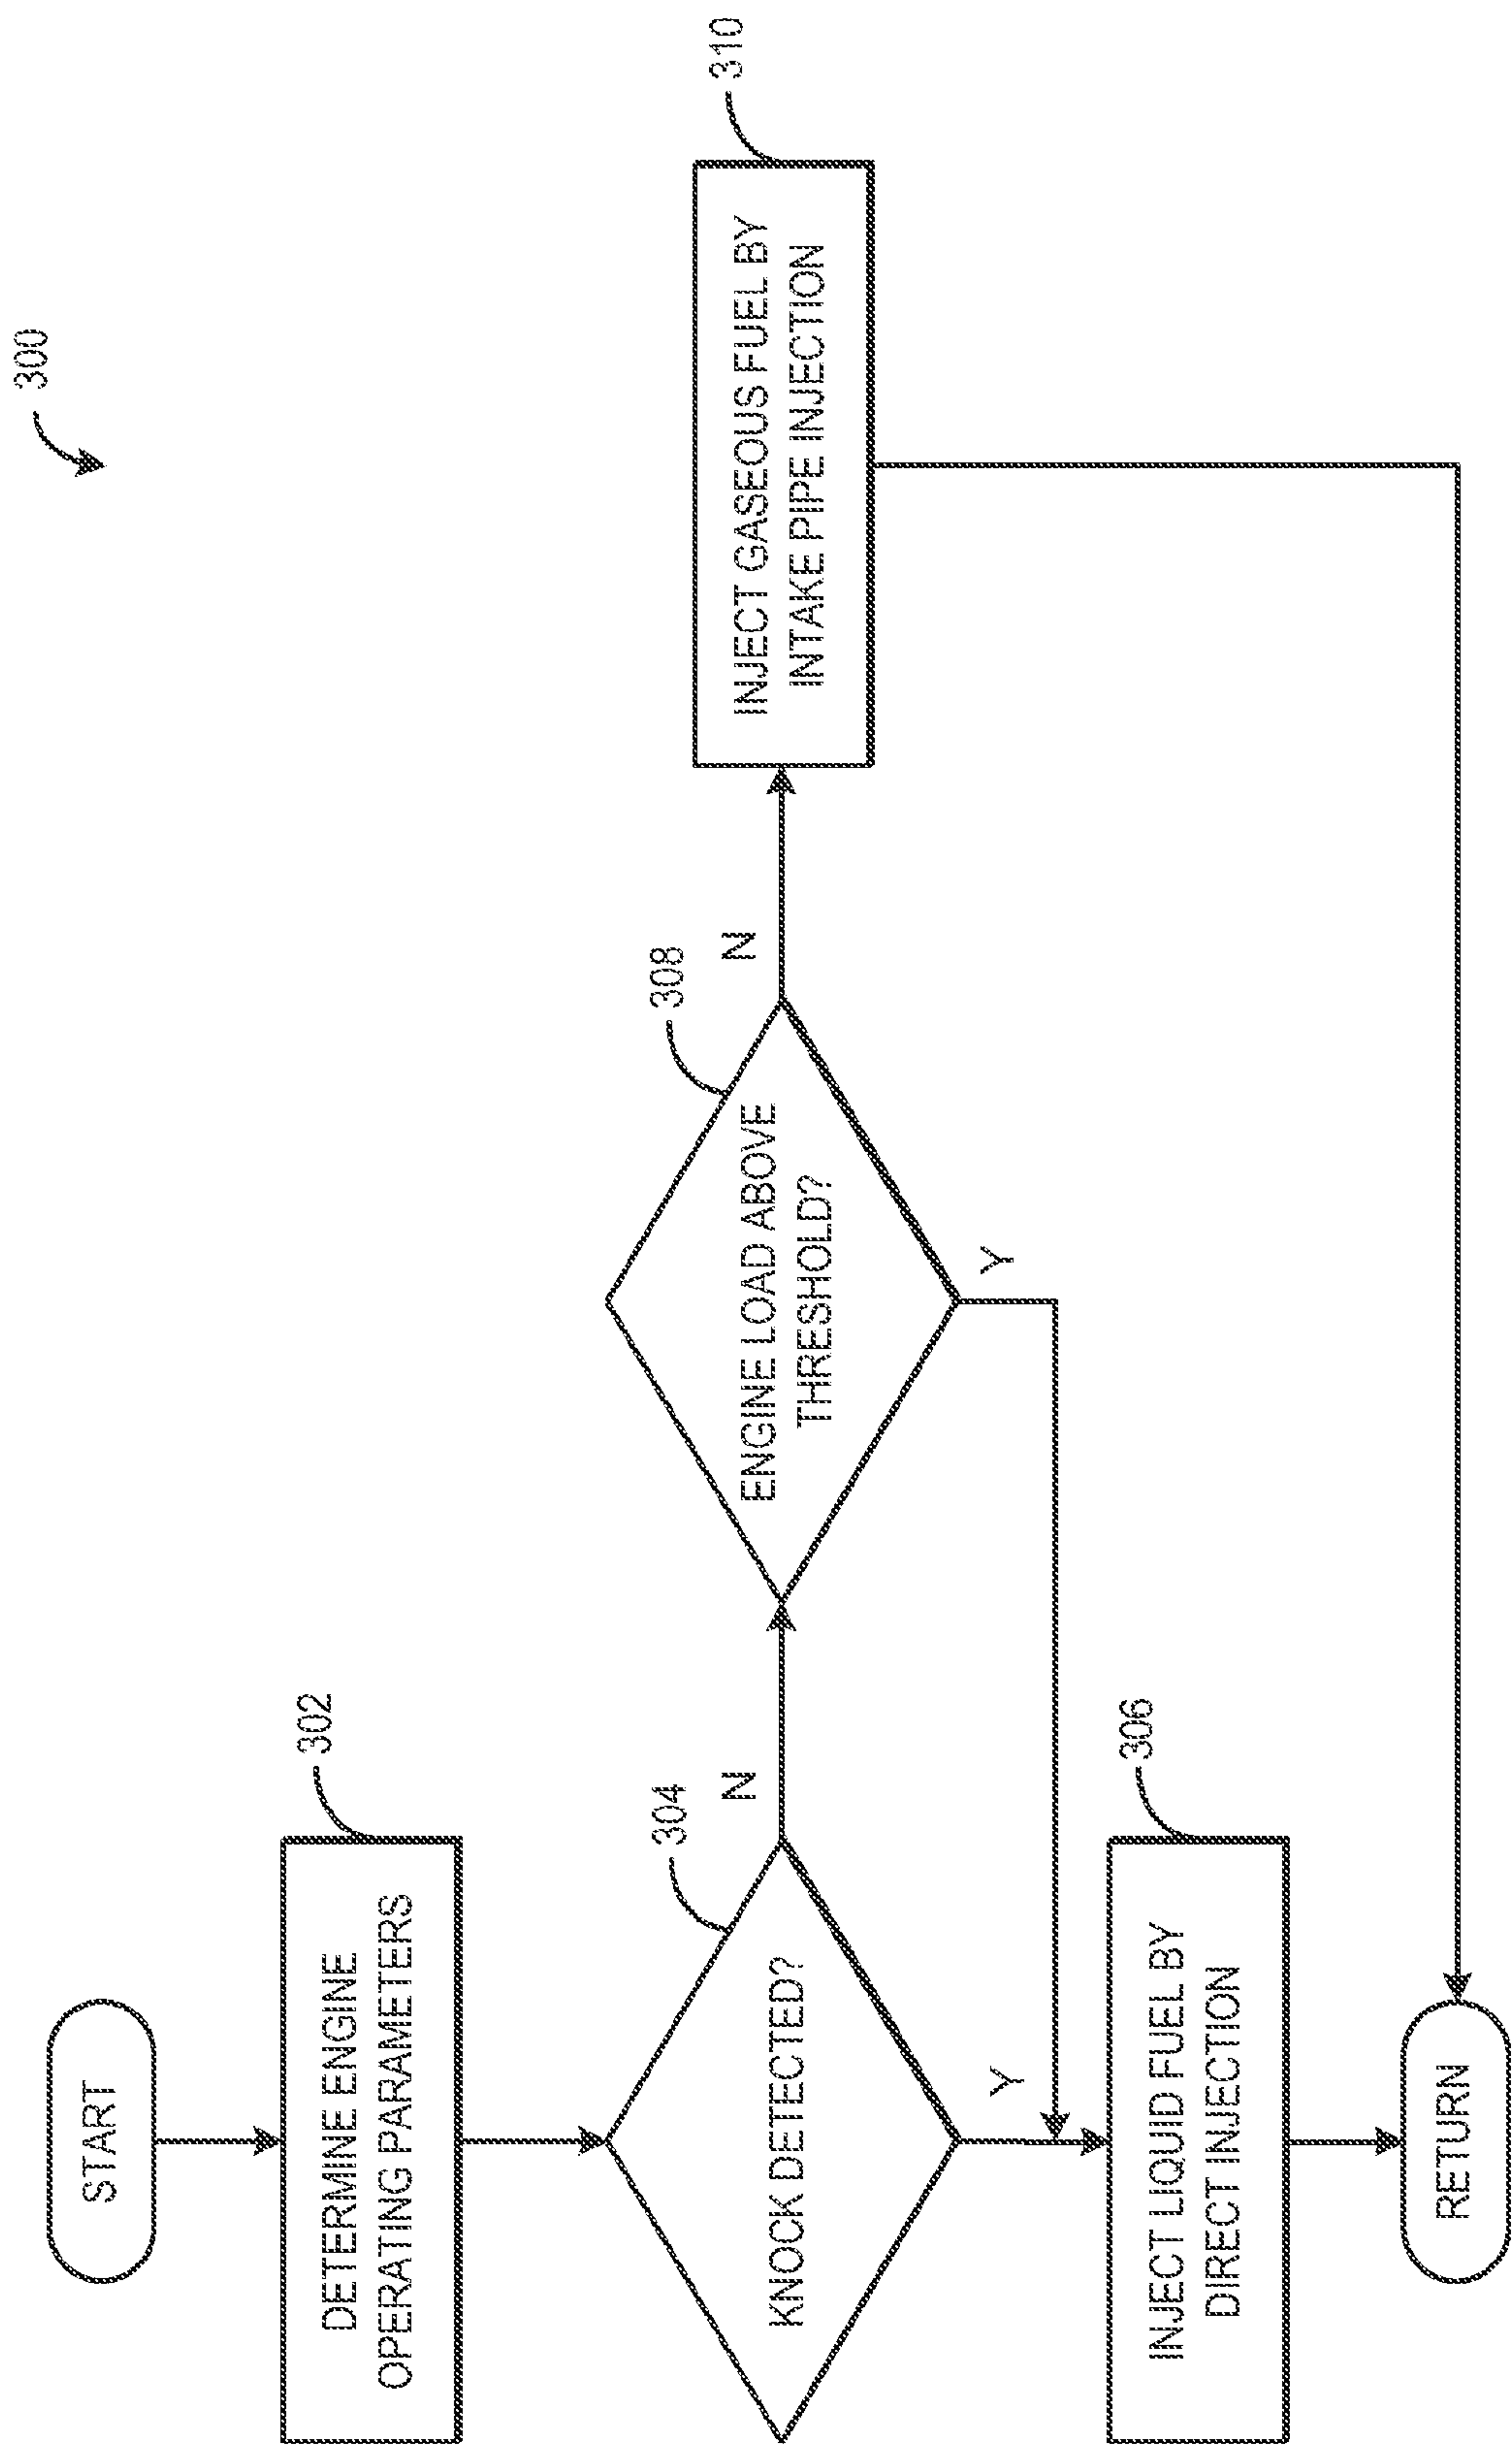 300
START
302
DETERMINE ENGINE
OPERATING PARAMETERS
304
KNOCK DETECTED?
N
308
ENGINE LOAD ABOVE
THRESHOLD?
N
310
INJECT GASEOUS FUEL BY
INTAKE PIPE INJECTION
Y
Y
306
INJECT LIQUID FUEL BY
DIRECT INJECTION
RETURN